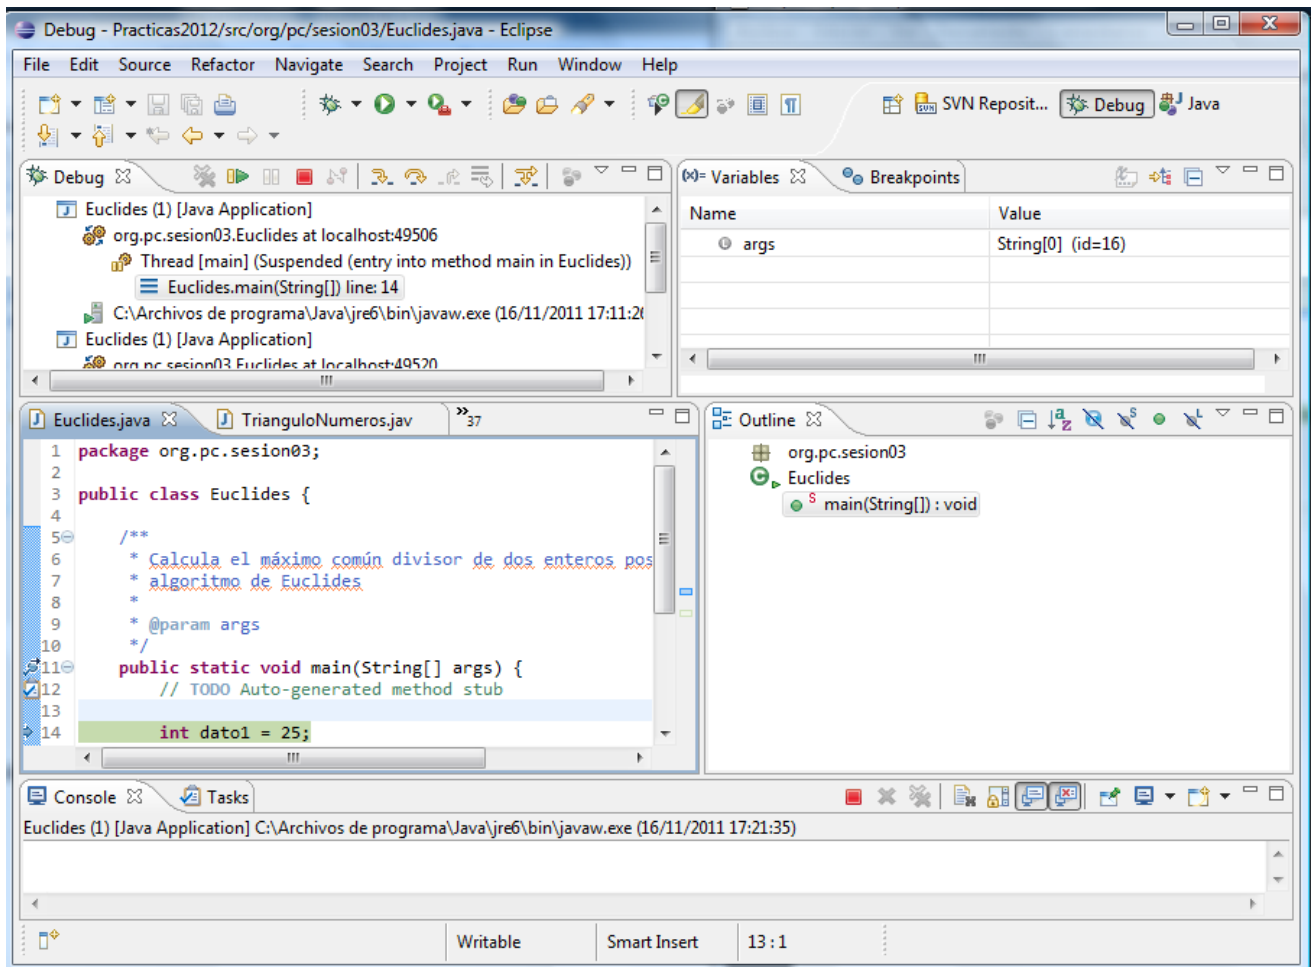 Debug - Practicas2012/src/org/pc/sesion03/Euclides.java - Eclipse
File Edit Source Refactor Navigate Search Project Run Window Help
SVN Reposit... Debug Java
Debug
Euclides (1) [Java Application]
org.pc.sesion03.Euclides at localhost:49506
Thread [main] (Suspended (entry into method main in Euclides))
Euclides.main(String[]) line: 14
C:\Archivos de programa\Java\jre6\bin\javaw.exe (16/11/2011 17:11:26
Euclides (1) [Java Application]
org.pc.sesion03.Euclides at localhost:49520
(x)= Variables Breakpoints
Name Value
args String[0] (id=16)
Euclides.java TrianguloNumeros.jav »37
1 package org.pc.sesion03;
2
3 public class Euclides {
4
5 /**
6 * Calcula el máximo común divisor de dos enteros pos
7 * algoritmo de Euclides
8 *
9 * @param args
10 */
11 public static void main(String[] args) {
12 // TODO Auto-generated method stub
13
14 int dato1 = 25;
Outline
org.pc.sesion03
Euclides
main(String[]) : void
Console Tasks
Euclides (1) [Java Application] C:\Archivos de programa\Java\jre6\bin\javaw.exe (16/11/2011 17:21:35)
Writable Smart Insert 13 : 1